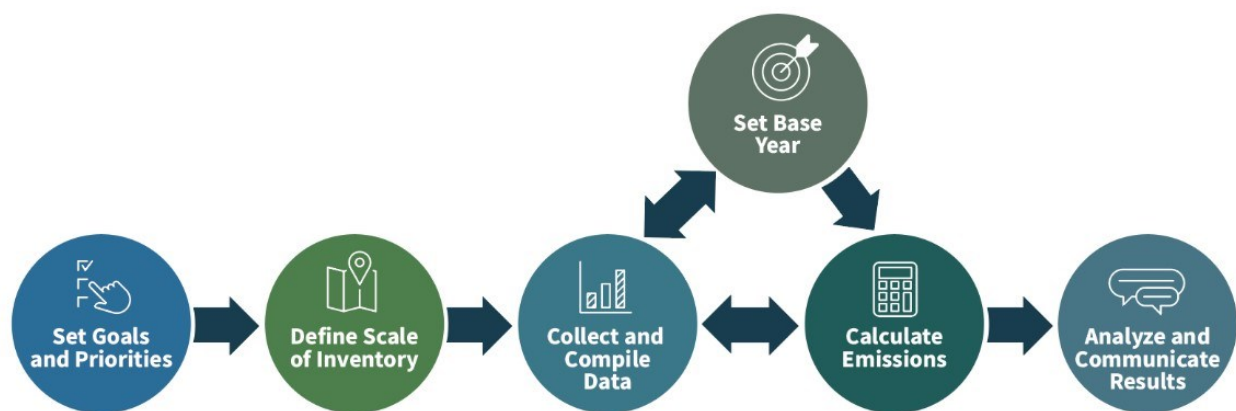 Set Base
Year
Set Goals
and Priorities
Define Scale
of Inventory
Collect and
Compile
Data
Calculate
Emissions
Analyze and
Communicate
Results